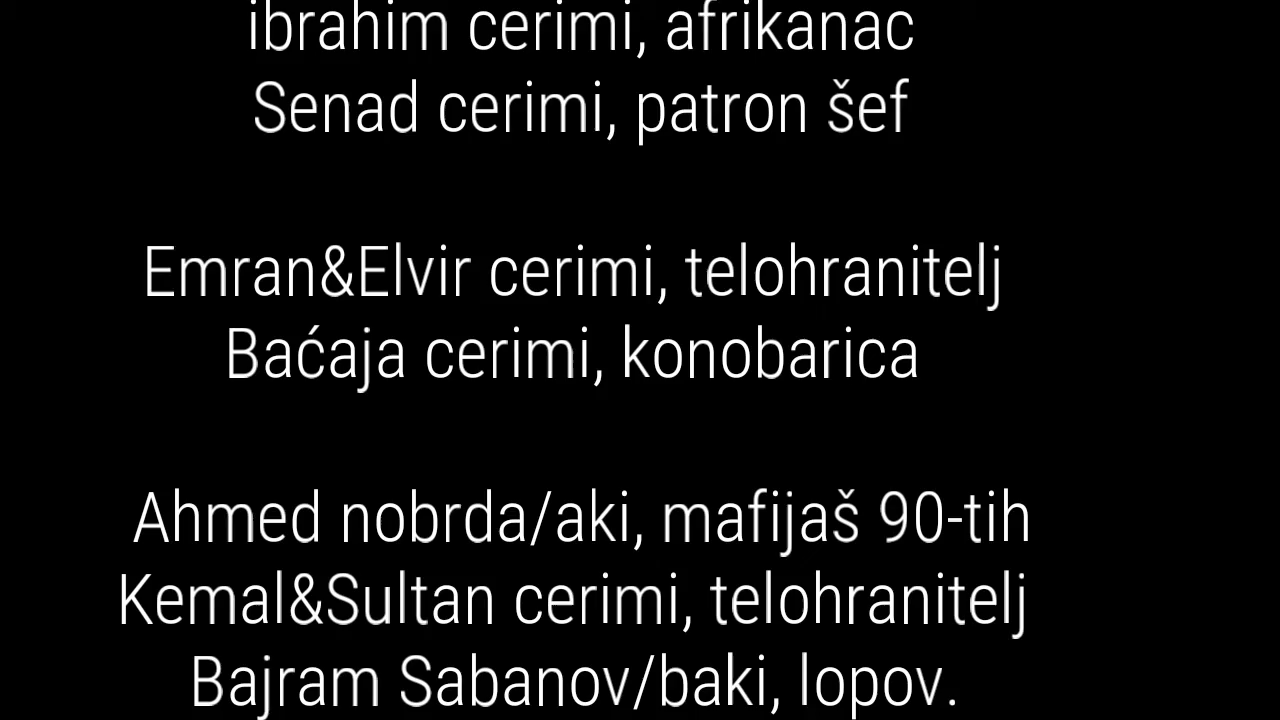 ibrahim cerimi, afrikanac
Senad cerimi, patron šef
Emran&Elvir cerimi, telohranitelj
Baćaja cerimi, konobarica
Ahmed nobrda/aki, mafijaš 90-tih
Kemal&Sultan cerimi, telohranitelj
Bajram Sabanov/baki, lopov.